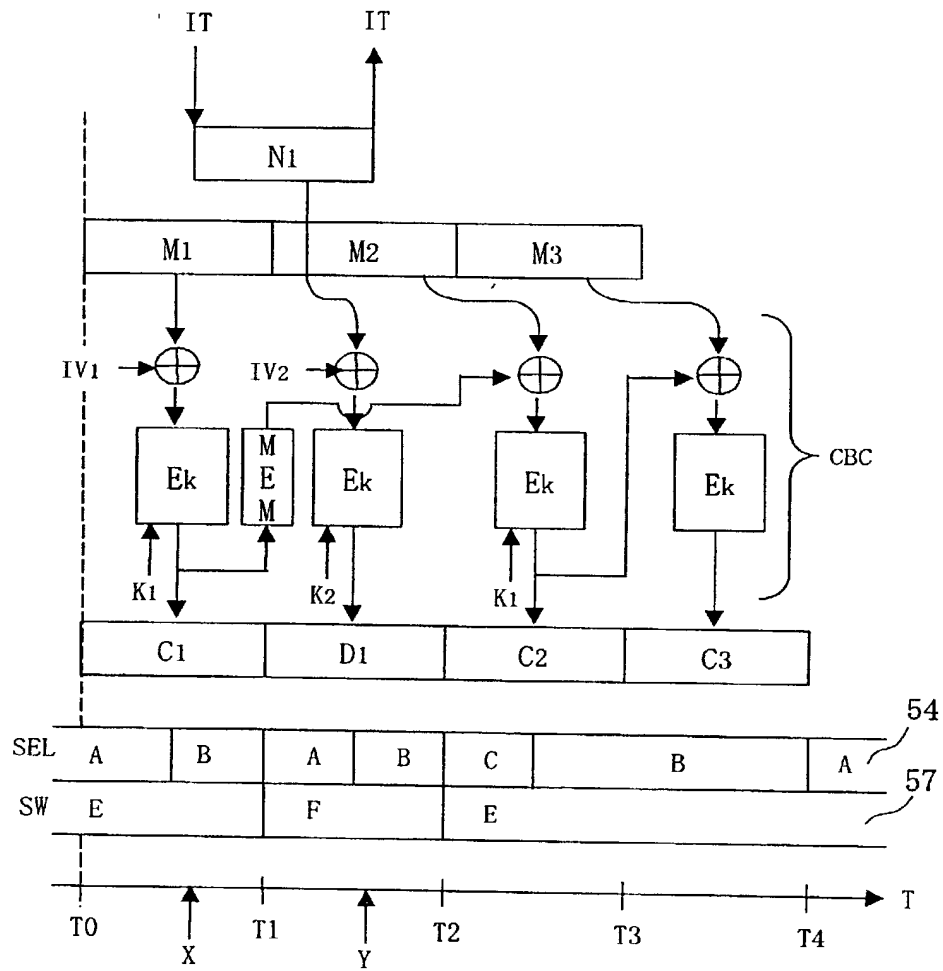 IT IT
N1
M1 M2 M3
IV1 IV2
Ek MEM Ek Ek Ek CBC
K1 K2 K1
C1 D1 C2 C3
54
SEL A B A B C B A
57
SW E F E
T0 T1 T2 T3 T4 T
X Y